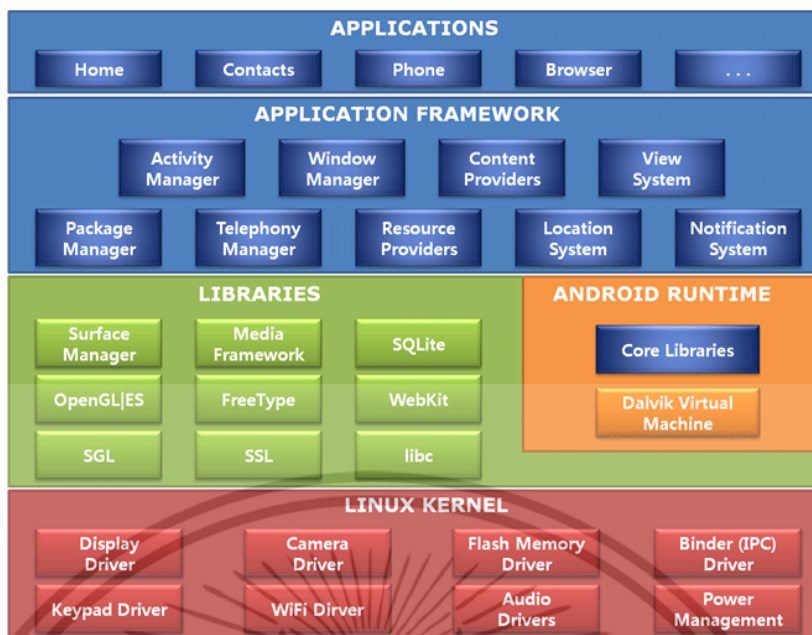 APPLICATIONS
Home
Contacts
Phone
Browser
. . .
APPLICATION FRAMEWORK
Activity
Manager
Window
Manager
Content
Providers
View
System
Package
Manager
Telephony
Manager
Resource
Providers
Location
System
Notification
System
LIBRARIES
Surface
Manager
Media
Framework
SQLite
OpenGL|ES
FreeType
WebKit
SGL
SSL
libc
ANDROID RUNTIME
Core Libraries
Dalvik Virtual
Machine
LINUX KERNEL
Display
Driver
Camera
Driver
Flash Memory
Driver
Binder (IPC)
Driver
Keypad Driver
WiFi Dirver
Audio
Drivers
Power
Management